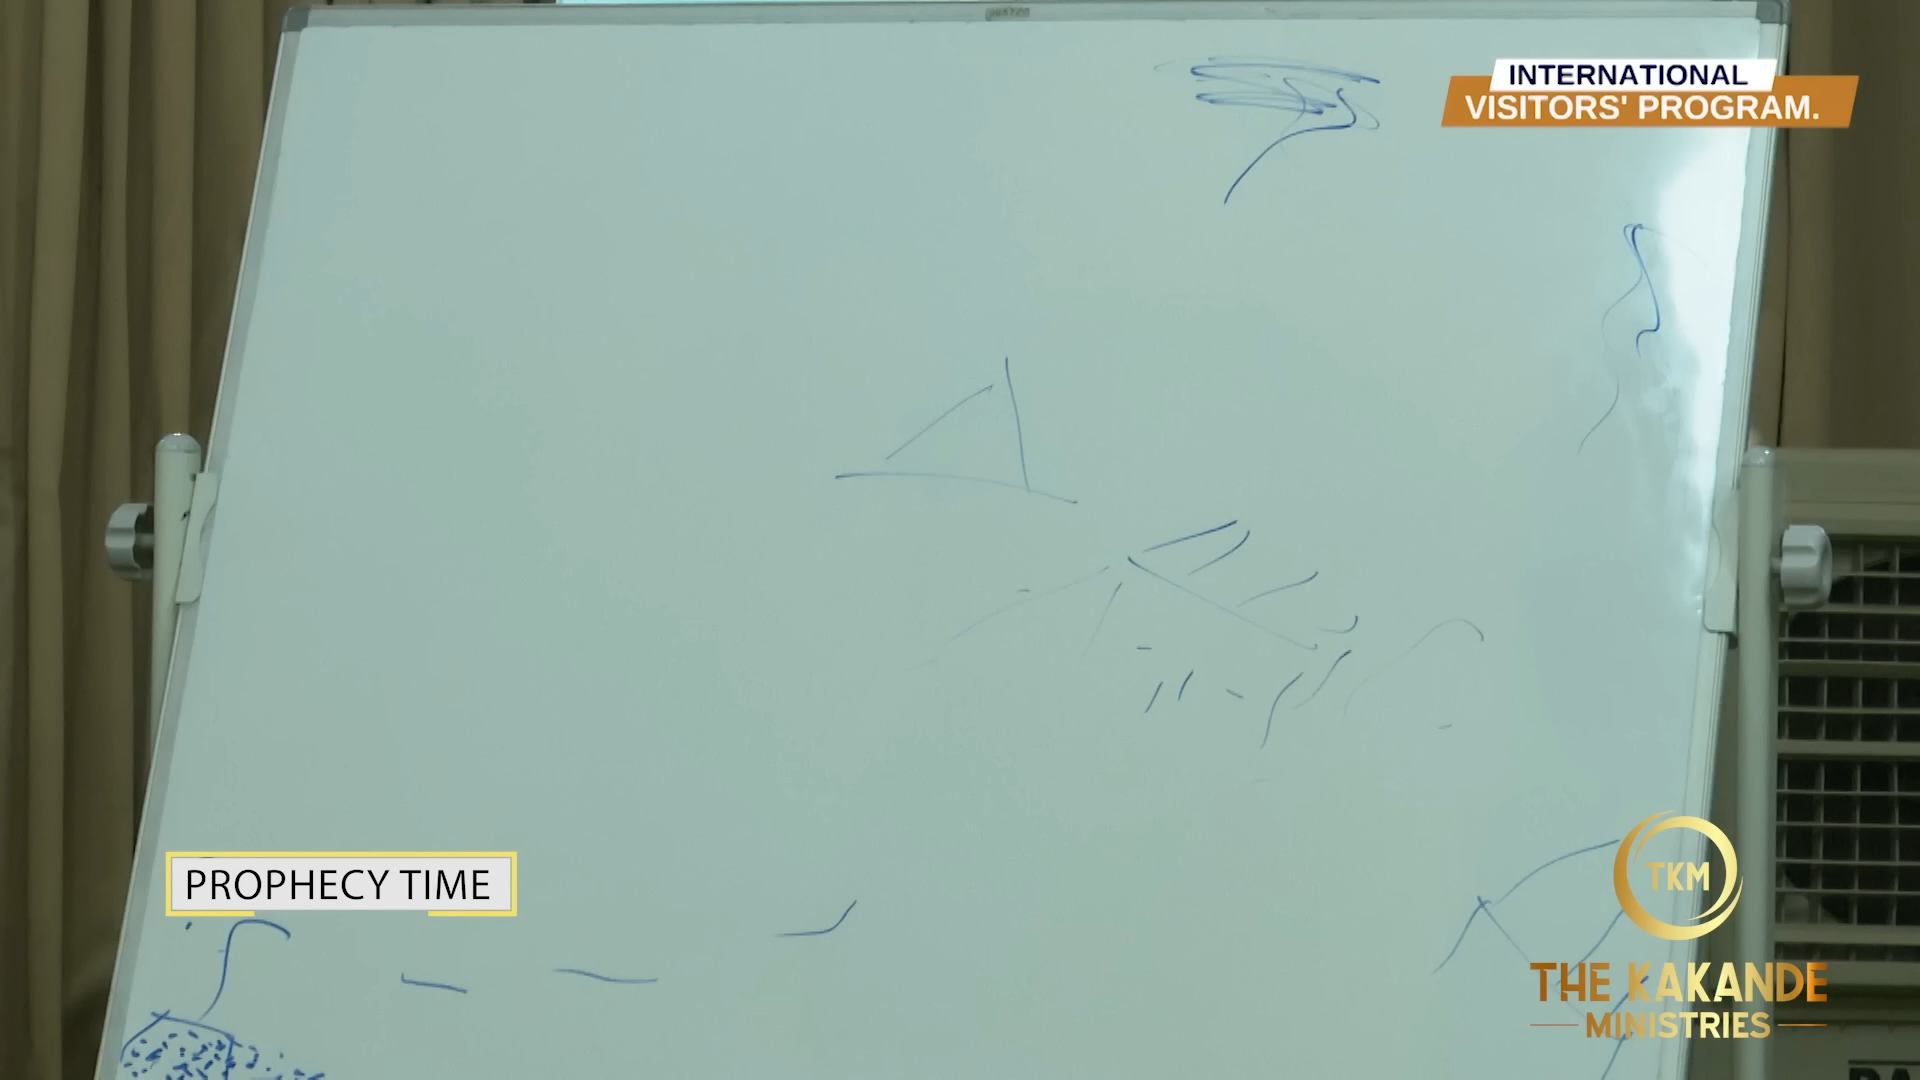 INTERNATIONAL
VISITORS' PROGRAM.
PROPHECY TIME
TKM
THE KAKANDE
MINISTRIES